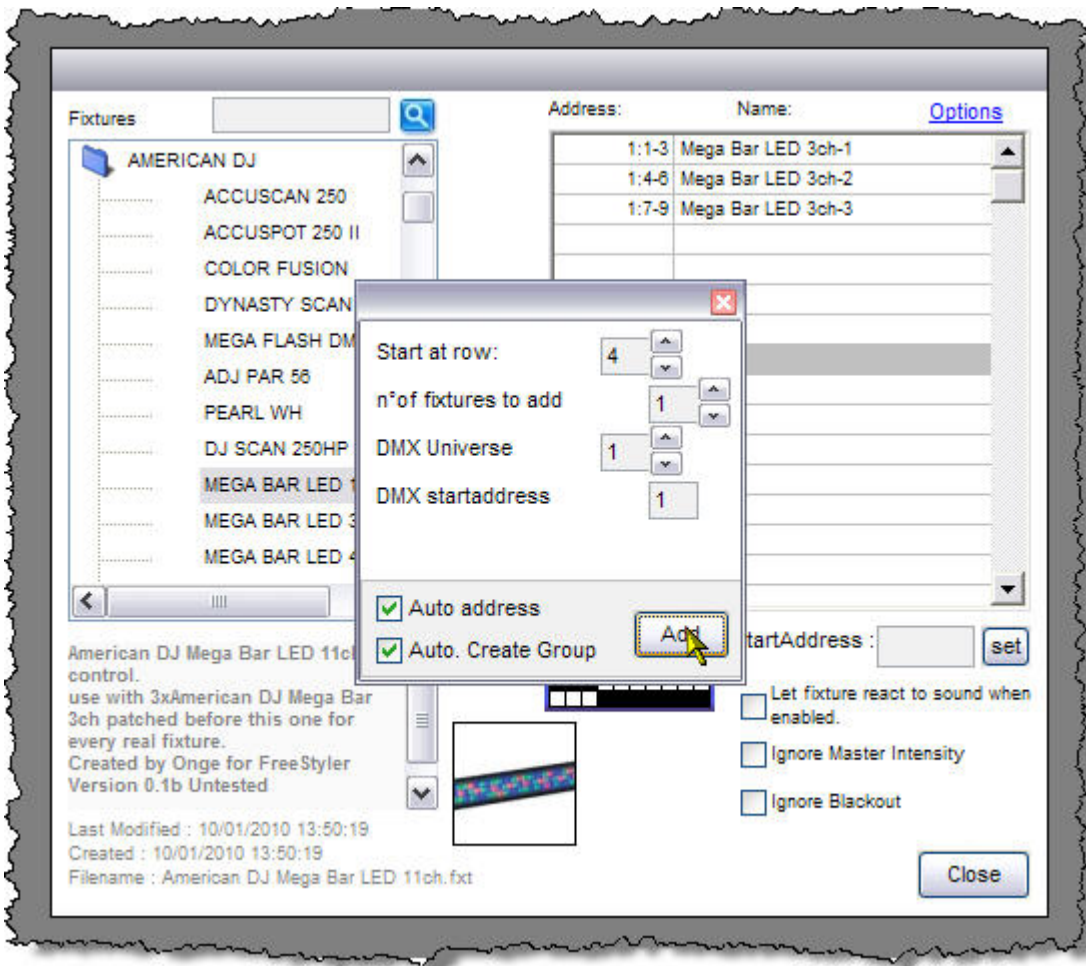 Fixtures
Address:
Name:
Options
AMERICAN DJ
ACCUSCAN 250
ACCUSPOT 250 II
COLOR FUSION
DYNASTY SCAN
MEGA FLASH DM
ADJ PAR 56
PEARL WH
DJ SCAN 250HP
MEGA BAR LED 1
MEGA BAR LED 3
MEGA BAR LED 4
1:1-3 Mega Bar LED 3ch-1
1:4-6 Mega Bar LED 3ch-2
1:7-9 Mega Bar LED 3ch-3
Start at row: 4
n°of fixtures to add 1
DMX Universe 1
DMX startaddress 1
Auto address
Auto. Create Group
Add
tartAddress :
set
American DJ Mega Bar LED 11c
control.
use with 3xAmerican DJ Mega Bar
3ch patched before this one for
every real fixture.
Created by Onge for FreeStyler
Version 0.1b Untested
Last Modified : 10/01/2010 13:50:19
Created : 10/01/2010 13:50:19
Filename : American DJ Mega Bar LED 11ch.fxt
Let fixture react to sound when
enabled.
Ignore Master Intensity
Ignore Blackout
Close